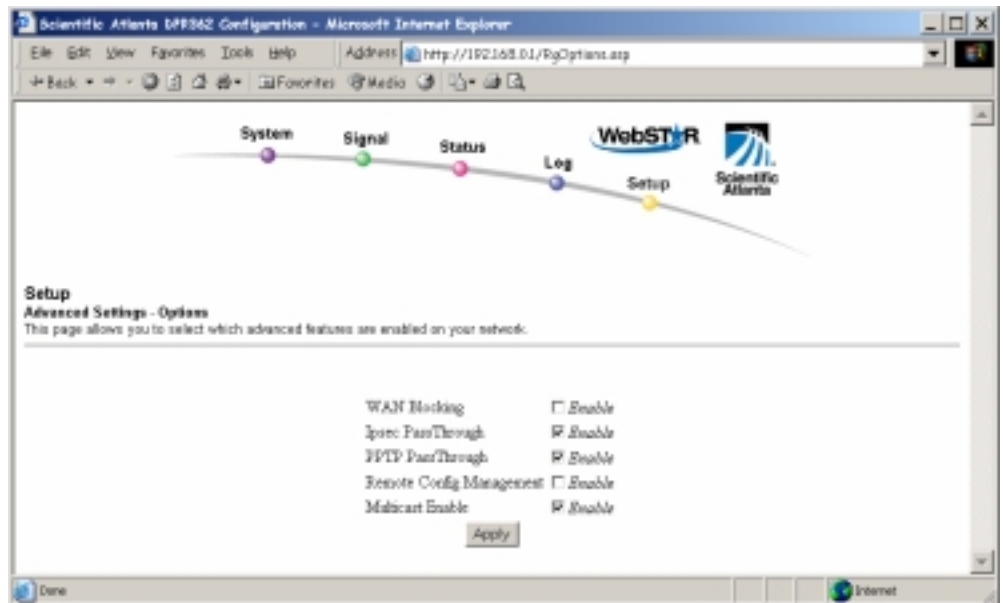 Scientific Atlanta DPR362 Configuration - Microsoft Internet Explorer
File Edit View Favorites Tools Help Address http://192.168.0.1/RgOptions.asp
Back Favorites Media
System
Signal
Status
Log
Setup
WebSTAR
Scientific
Atlanta
Setup
Advanced Settings - Options
This page allows you to select which advanced features are enabled on your network.
WAN Blocking Enable
Ipsec PassThrough Enable
PPTP PassThrough Enable
Remote Config Management Enable
Multicast Enable Enable
Apply
Done Internet